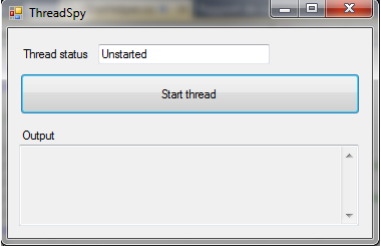 ThreadSpy
Thread status Unstarted
Start thread
Output